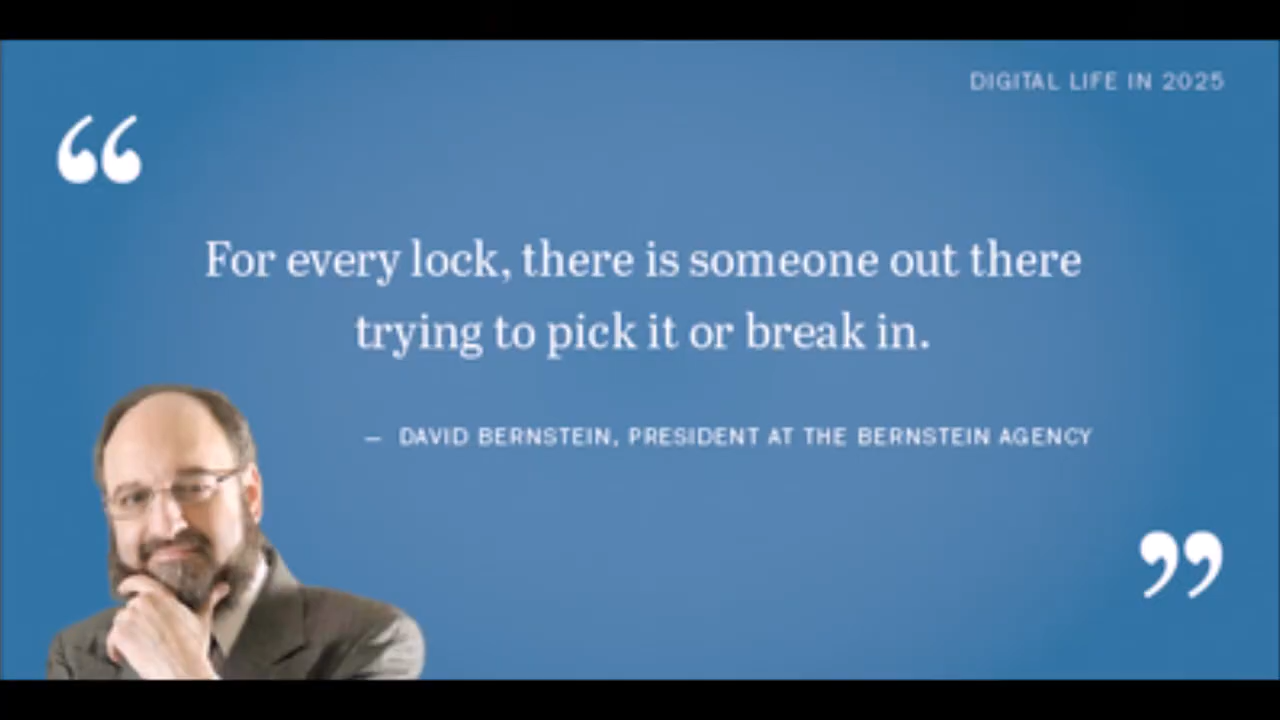 DIGITAL LIFE IN 2025
“
For every lock, there is someone out there
trying to pick it or break in.
– DAVID BERNSTEIN, PRESIDENT AT THE BERNSTEIN AGENCY
”